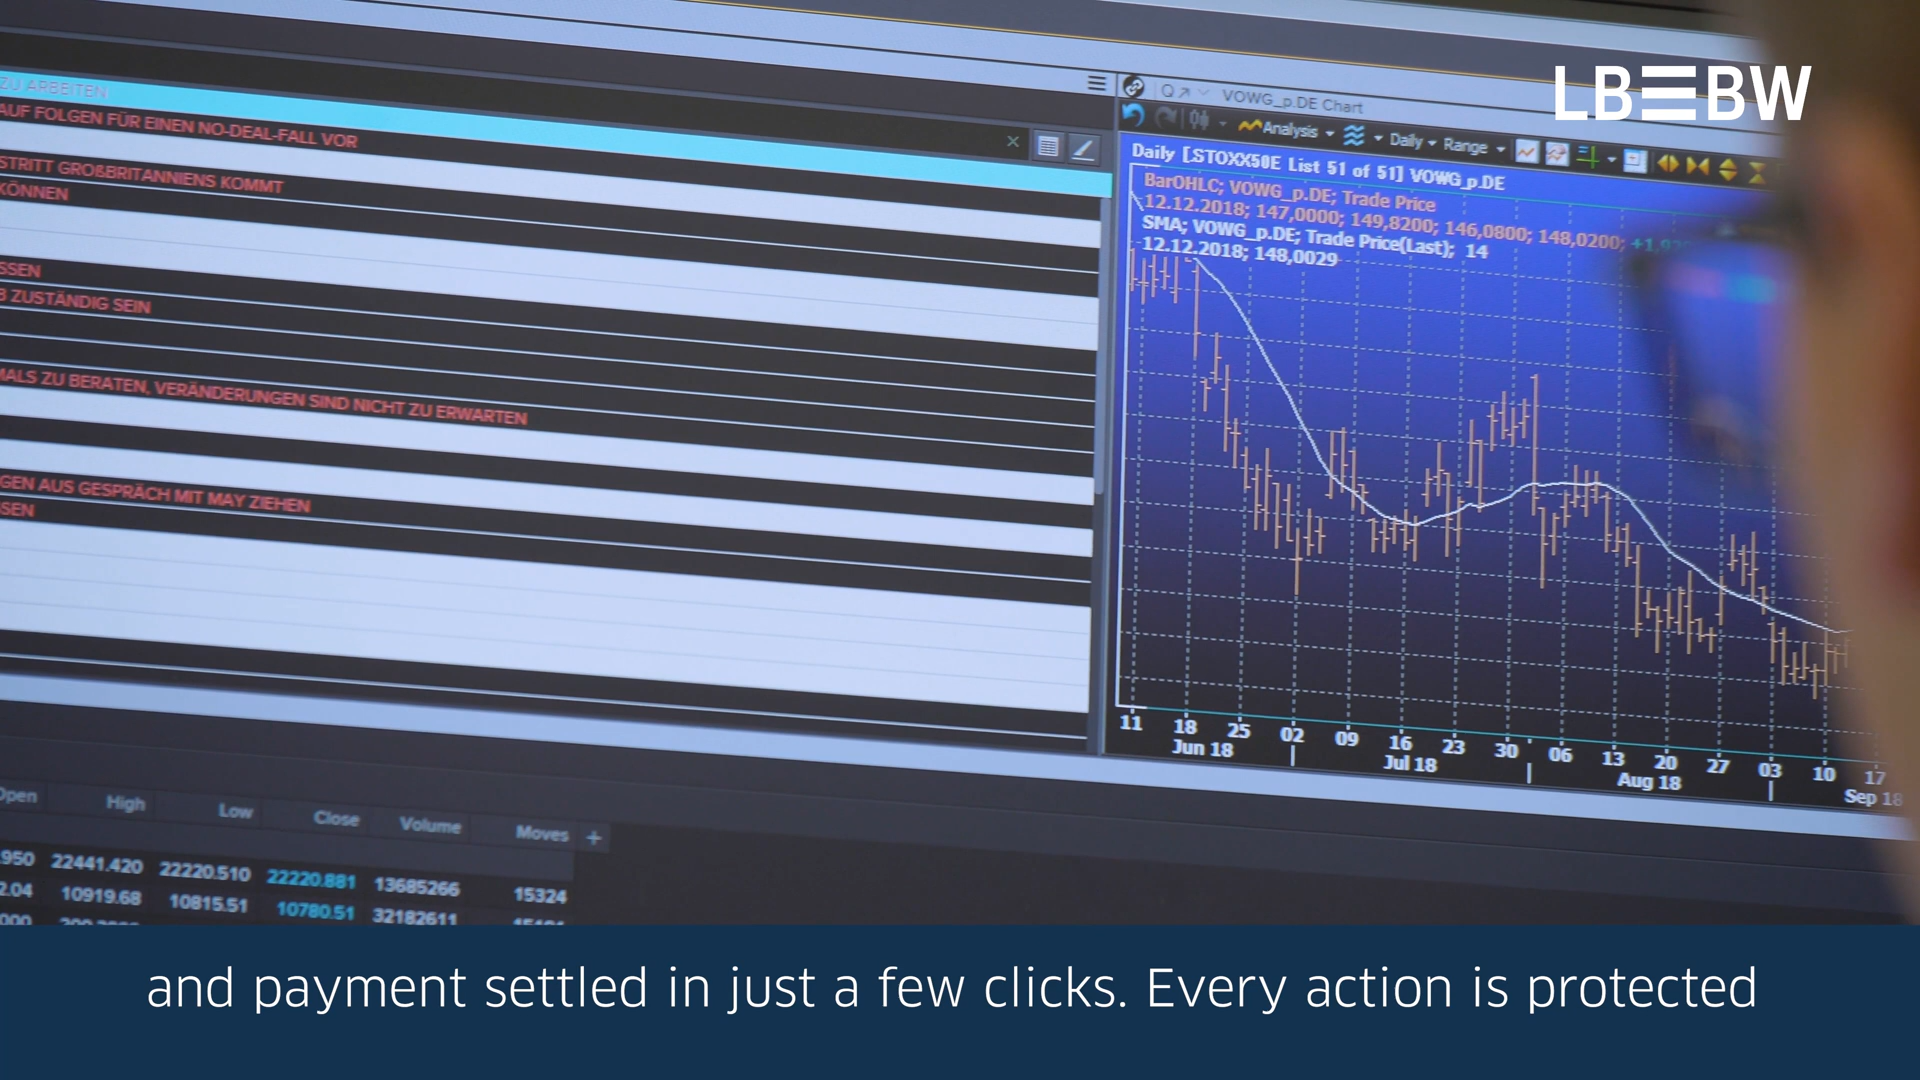 LBBW
ZU ARBEITEN
AUF FOLGEN FÜR EINEN NO-DEAL-FALL VOR
STRITT GROßBRITANNIENS KOMMT
KÖNNEN
SSEN
B ZUSTÄNDIG SEIN
MALS ZU BERATEN, VERÄNDERUNGEN SIND NICHT ZU ERWARTEN
GEN AUS GESPRÄCH MIT MAY ZIEHEN
SSEN
VOWG_p.DE Chart
Analysis Daily Range
Daily [.STOXX50E List 51 of 51] VOWG_p.DE
BarOHLC; VOWG_p.DE; Trade Price
12.12.2018; 147,0000; 149,8200; 146,0800; 148,0200;
SMA; VOWG_p.DE; Trade Price(Last); 14
12.12.2018; 148,0029
11 18 25 02 09 16 23 30 06 13 20 27 03 10 17
Jun 18 Jul 18 Aug 18 Sep 18
Open High Low Close Volume Moves +
.950 22441.420 22220.510 22220.881 13685266 15324
2.04 10919.68 10815.51 10780.51 32182611
and payment settled in just a few clicks. Every action is protected